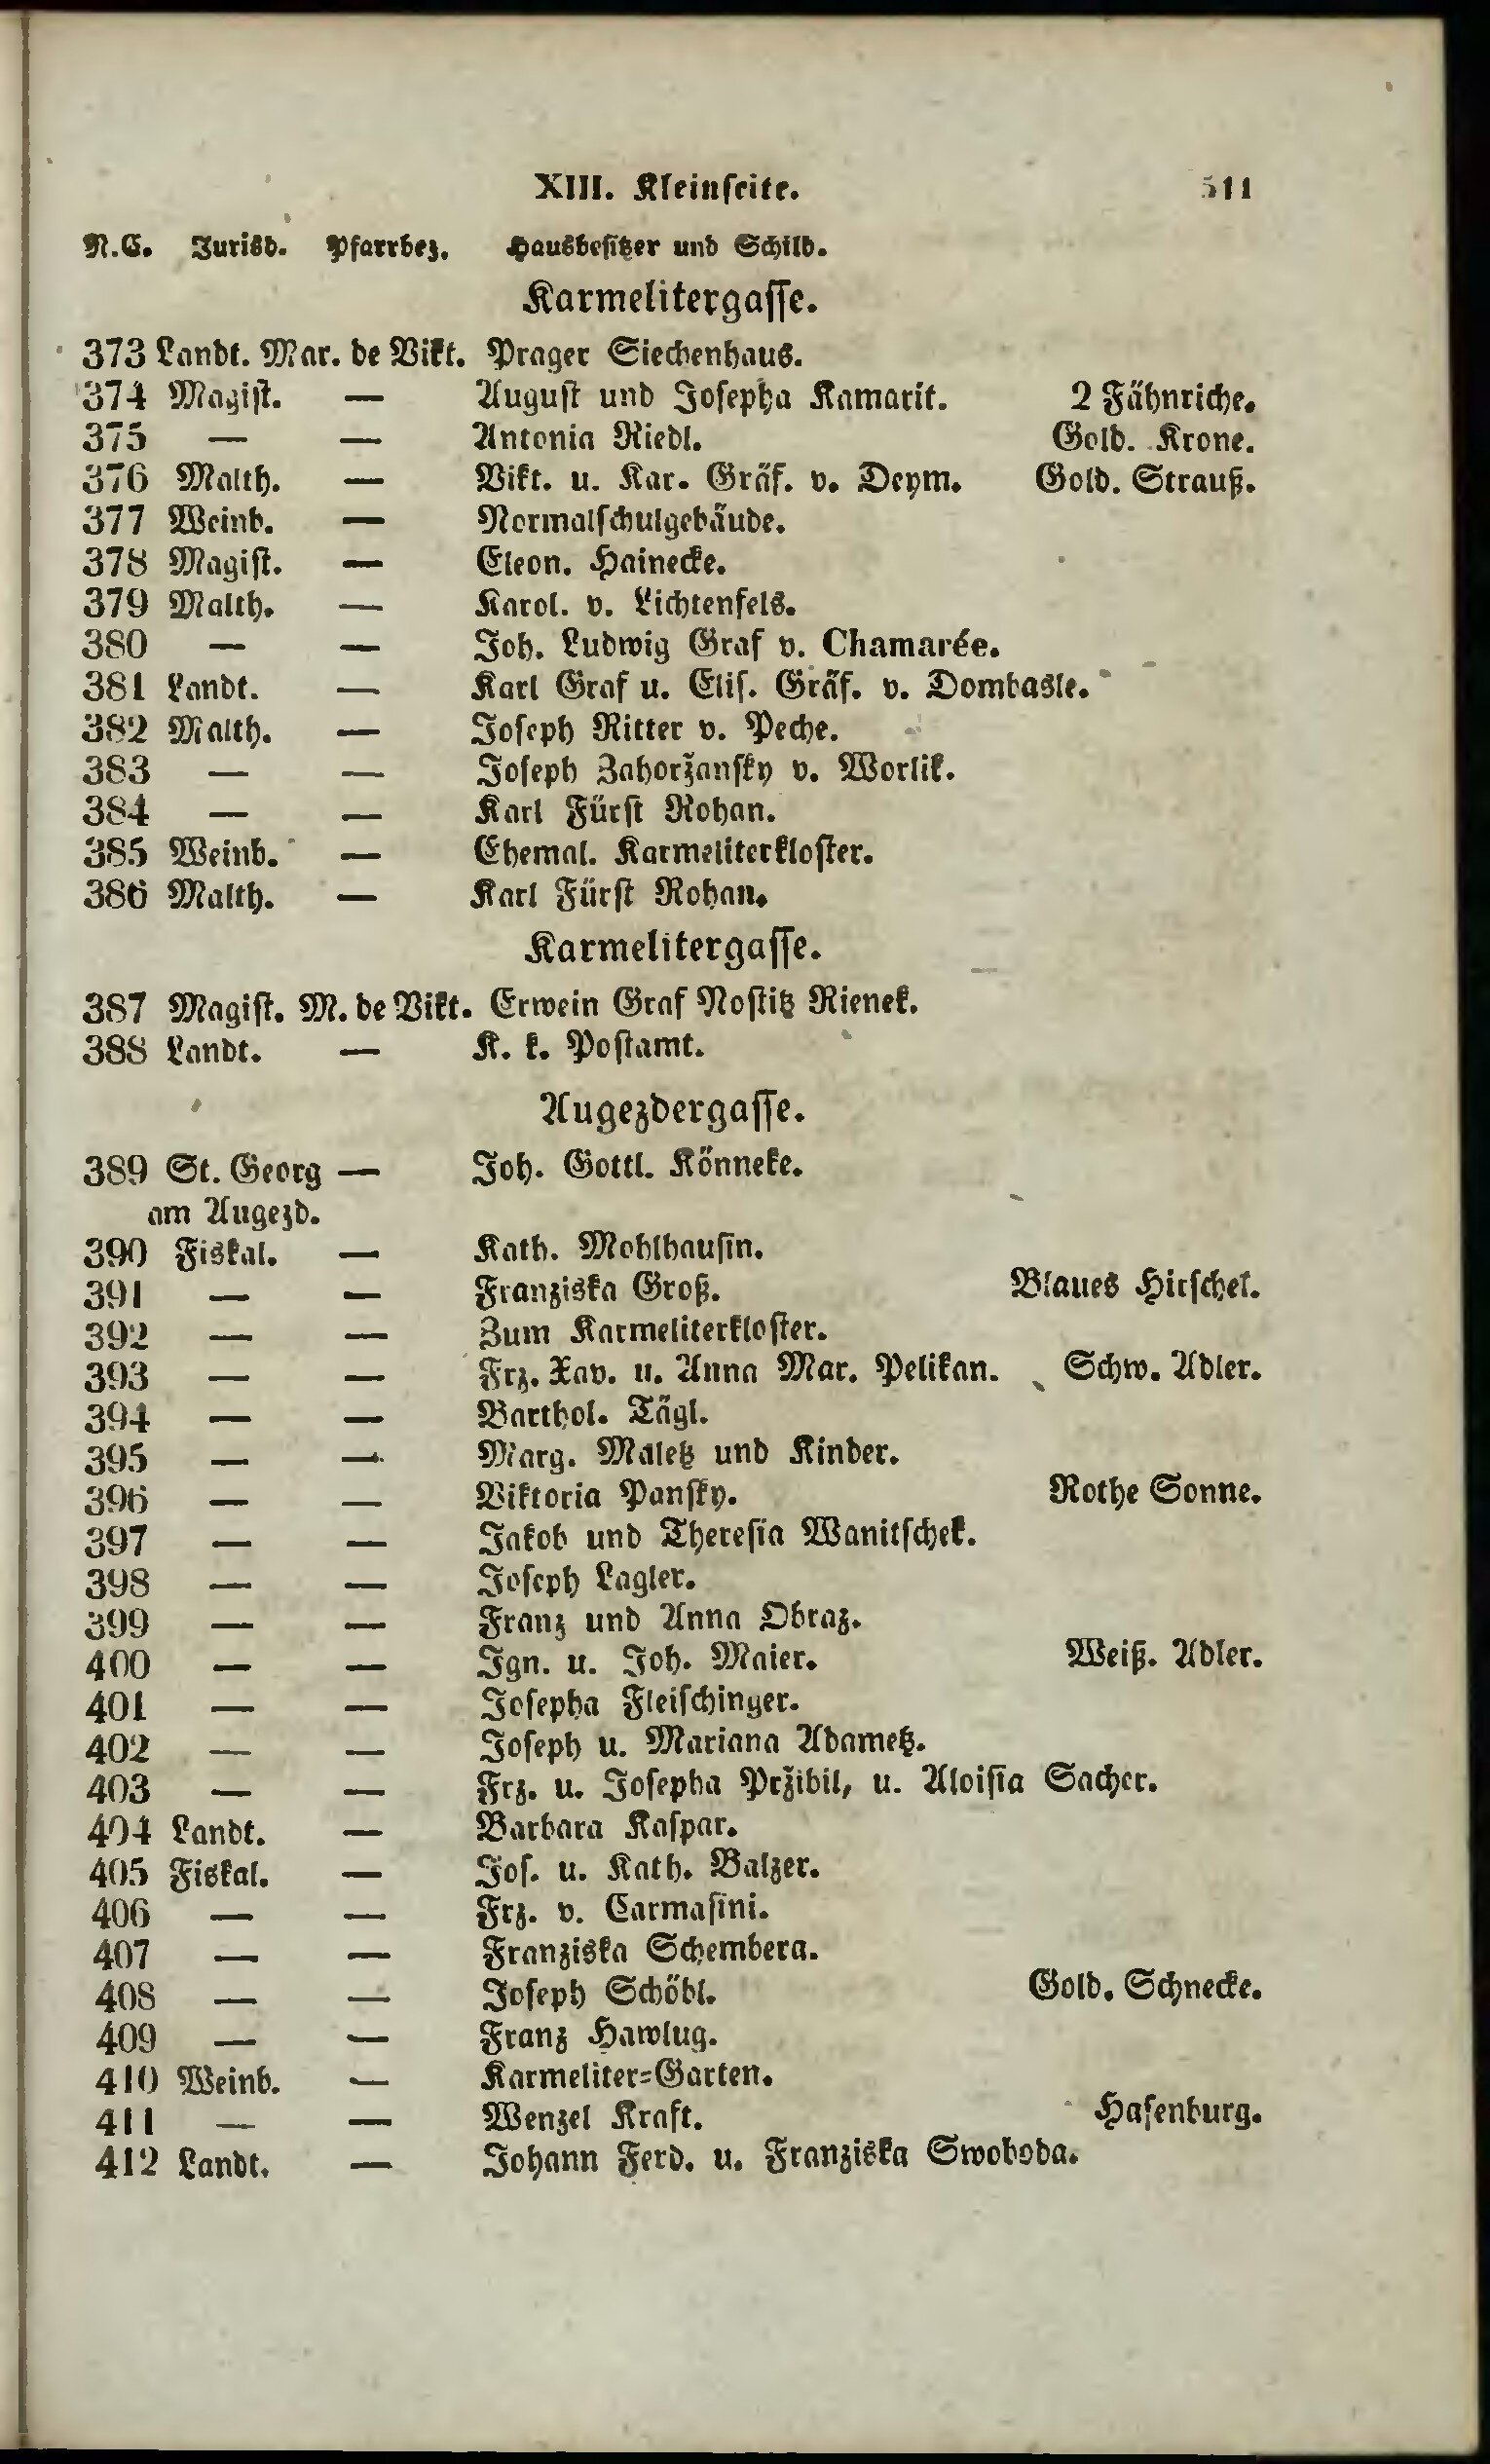 XIII. Kleinseite. 511
N.C. Jurisd. Pfarrbez. Hausbesitzer und Schild.
Karmelitergasse.
373 Landt. Mar. de Vikt. Prager Siechenhaus.
374 Magist. — August und Josepha Kamarit. 2 Fähnriche.
375 — — Antonia Riedl. Gold. Krone.
376 Malth. — Vikt. u. Kar. Gräf. v. Deym. Gold. Strauß.
377 Weinb. — Normalschulgebäude.
378 Magist. — Eleon. Hainecke.
379 Malth. — Karol. v. Lichtenfels.
380 — — Joh. Ludwig Graf v. Chamarée.
381 Landt. — Karl Graf u. Elis. Gräf. v. Dombasle.
382 Malth. — Joseph Ritter v. Peche.
383 — — Joseph Zahoržansky v. Worlik.
384 — — Karl Fürst Rohan.
385 Weinb. — Ehemal. Karmeliterkloster.
386 Malth. — Karl Fürst Rohan.
Karmelitergasse.
387 Magist. M. de Vikt. Erwein Graf Nostitz Rienek.
388 Landt. — K. k. Postamt.
Augezdergasse.
389 St. Georg — Joh. Gottl. Könneke.
am Augezd.
390 Fiskal. — Kath. Mohlhausin.
391 — — Franziska Groß. Blaues Hirschel.
392 — — Zum Karmeliterkloster.
393 — — Frz. Xav. u. Anna Mar. Pelikan. Schw. Adler.
394 — — Barthol. Tägl.
395 — — Marg. Maletz und Kinder.
396 — — Viktoria Pansky. Rothe Sonne.
397 — — Jakob und Theresia Wanitschek.
398 — — Joseph Lagler.
399 — — Franz und Anna Obraz.
400 — — Ign. u. Joh. Maier. Weiß. Adler.
401 — — Josepha Fleischinger.
402 — — Joseph u. Mariana Adametz.
403 — — Frz. u. Josepha Pržibil, u. Aloisia Sacher.
404 Landt. — Barbara Kaspar.
405 Fiskal. — Jos. u. Kath. Balzer.
406 — — Frz. v. Carmasini.
407 — — Franziska Schembera.
408 — — Joseph Schöbl. Gold. Schnecke.
409 — — Franz Hawlug.
410 Weinb. — Karmeliter-Garten.
411 — — Wenzel Kraft. Hasenburg.
412 Landt. — Johann Ferd. u. Franziska Swoboda.